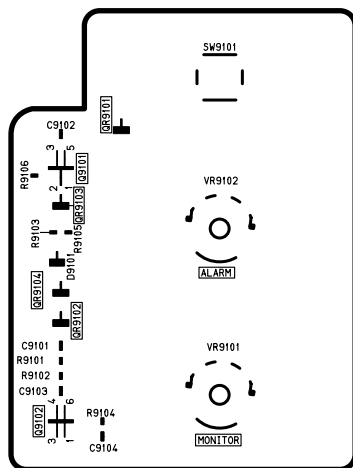 SW9101
QR9101
C9102
3 5
Q9101
R9106
2 1
QR9103
VR9102
R9103
R9105
D9101
ALARM
QR9104
QR9102
C9101
VR9101
R9101
R9102
C9103
4 6
R9104
Q9102
3 1
MONITOR
C9104